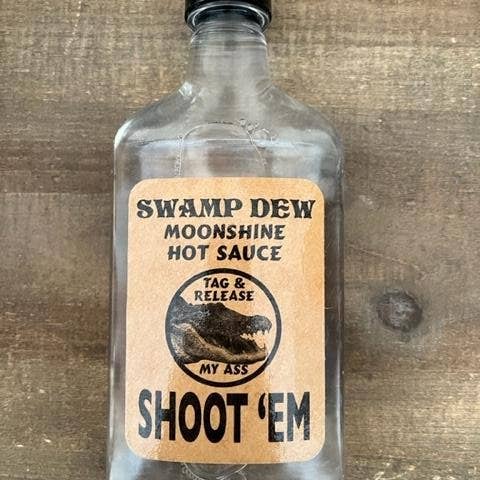 SWAMP DEW
MOONSHINE
HOT SAUCE
TAG &
RELEASE
MY ASS
SHOOT ‘EM